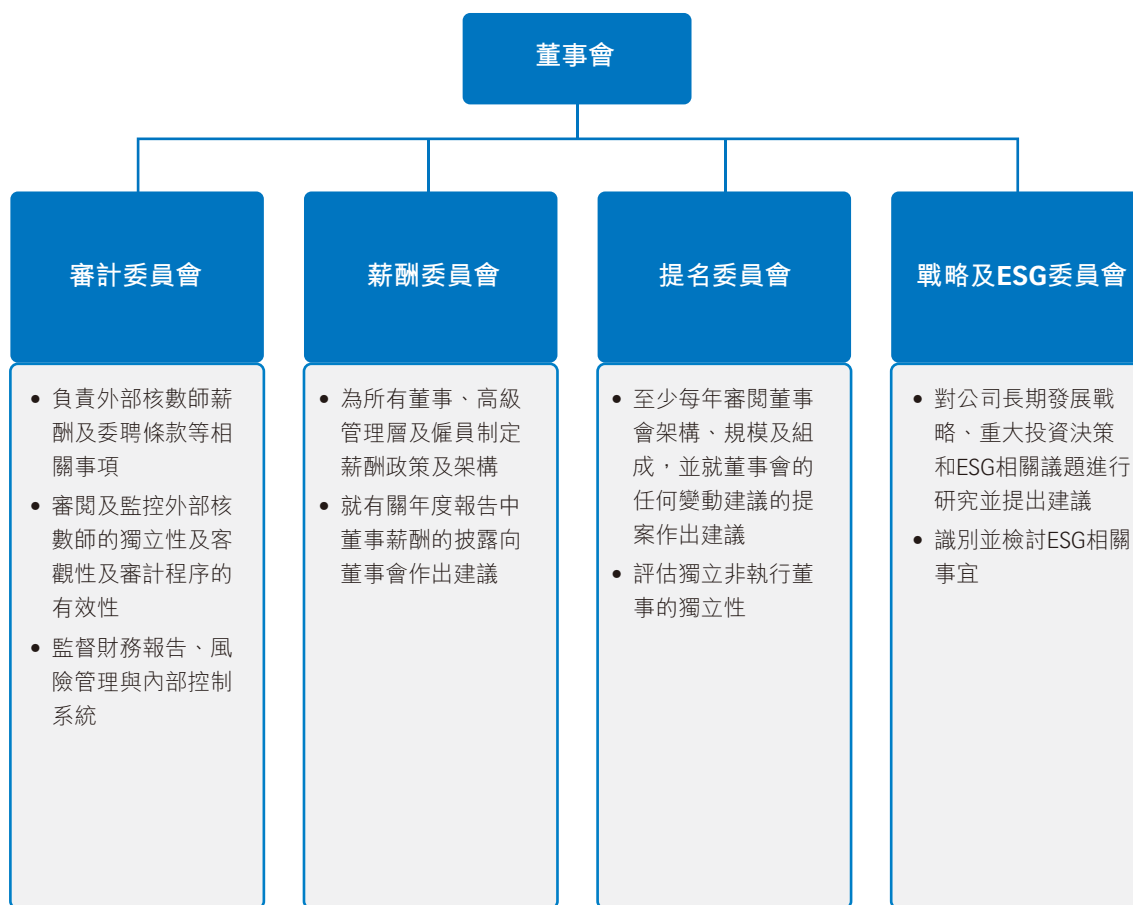 董事會
審計委員會
• 負責外部核數師薪
酬及委聘條款等相
關事項
• 審閱及監控外部核
數師的獨立性及客
觀性及審計程序的
有效性
• 監督財務報告、風
險管理與內部控制
系統
薪酬委員會
• 為所有董事、高級
管理層及僱員制定
薪酬政策及架構
• 就有關年度報告中
董事薪酬的披露向
董事會作出建議
提名委員會
• 至少每年審閱董事
會架構、規模及組
成，並就董事會的
任何變動建議的提
案作出建議
• 評估獨立非執行董
事的獨立性
戰略及ESG委員會
• 對公司長期發展戰
略、重大投資決策
和ESG相關議題進行
研究並提出建議
• 識別並檢討ESG相關
事宜